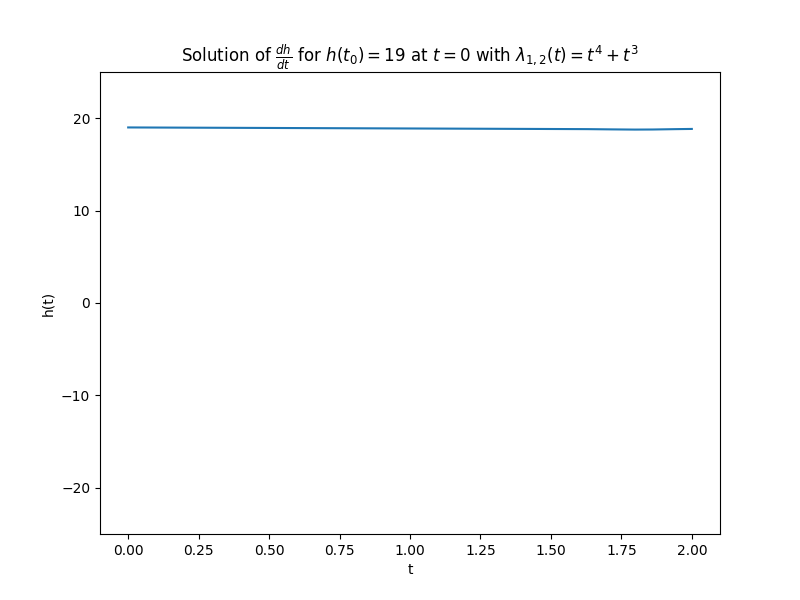 Solution of $\frac{dh}{dt}$ for $h(t_0) = 19$ at $t = 0$ with $\lambda_{1,2}(t) = t^4 + t^3$
h(t)
20
10
0
−10
−20
0.00 0.25 0.50 0.75 1.00 1.25 1.50 1.75 2.00
t